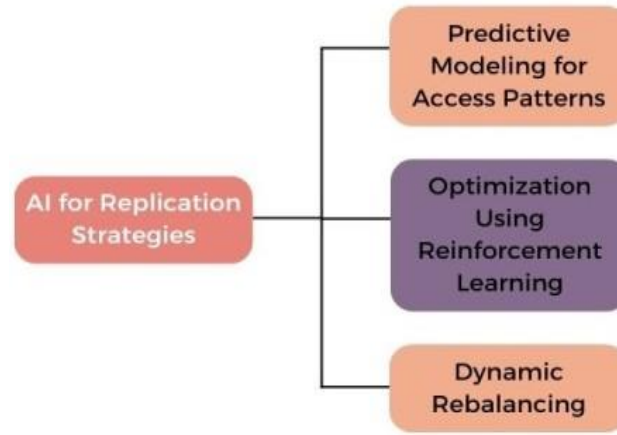 Predictive
Modeling for
Access Patterns
AI for Replication
Strategies
Optimization
Using
Reinforcement
Learning
Dynamic
Rebalancing